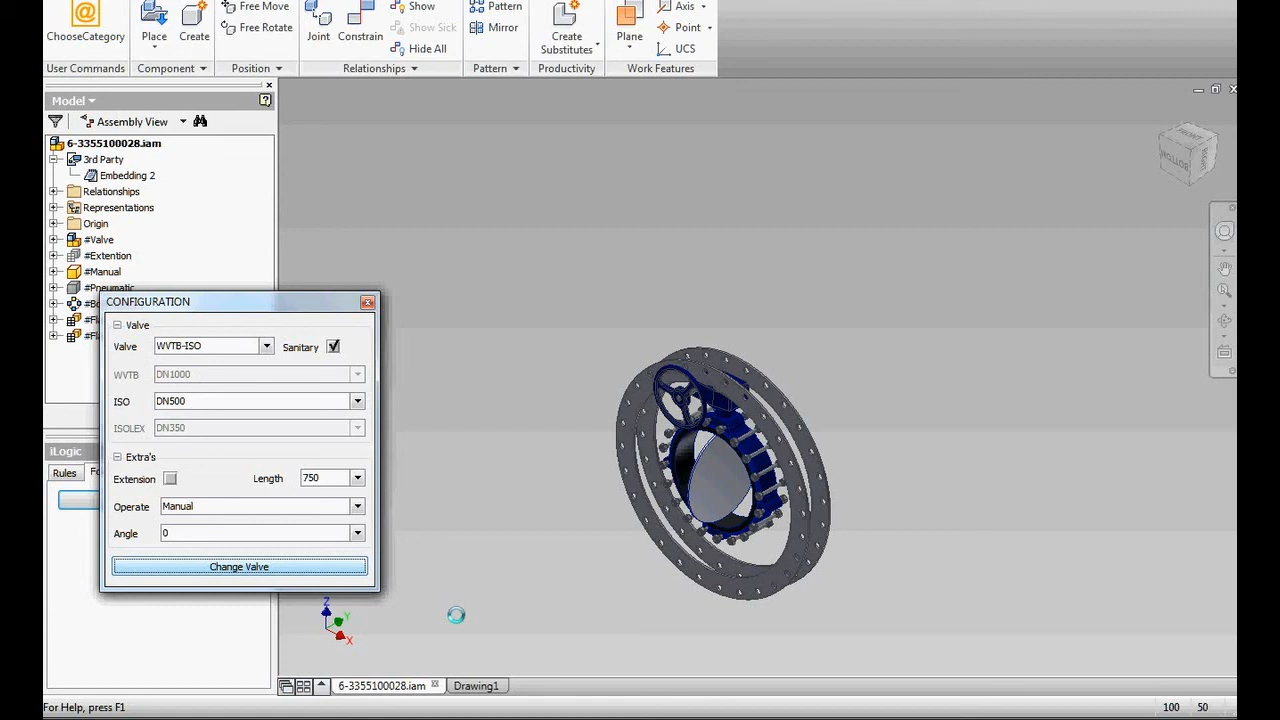 ChooseCategory
Place
Create
Free Move
Free Rotate
Joint
Constrain
Show
Show Sick
Hide All
Pattern
Mirror
Create
Substitutes
Plane
Axis
Point
UCS
User Commands
Component
Position
Relationships
Pattern
Productivity
Work Features
Model
Assembly View
6-3355100028.iam
3rd Party
Embedding 2
Relationships
Representations
Origin
#Valve
#Extention
#Manual
#Pneumatic
CONFIGURATION
Valve
Valve WVTB-ISO Sanitary
WVTB DN1000
ISO DN500
ISOLEX DN350
Extra's
Extension Length 750
Operate Manual
Angle 0
Change Valve
iLogic
Rules
Z
Y
X
BOTTOM
6-3355100028.iam
Drawing1
For Help, press F1
100 50